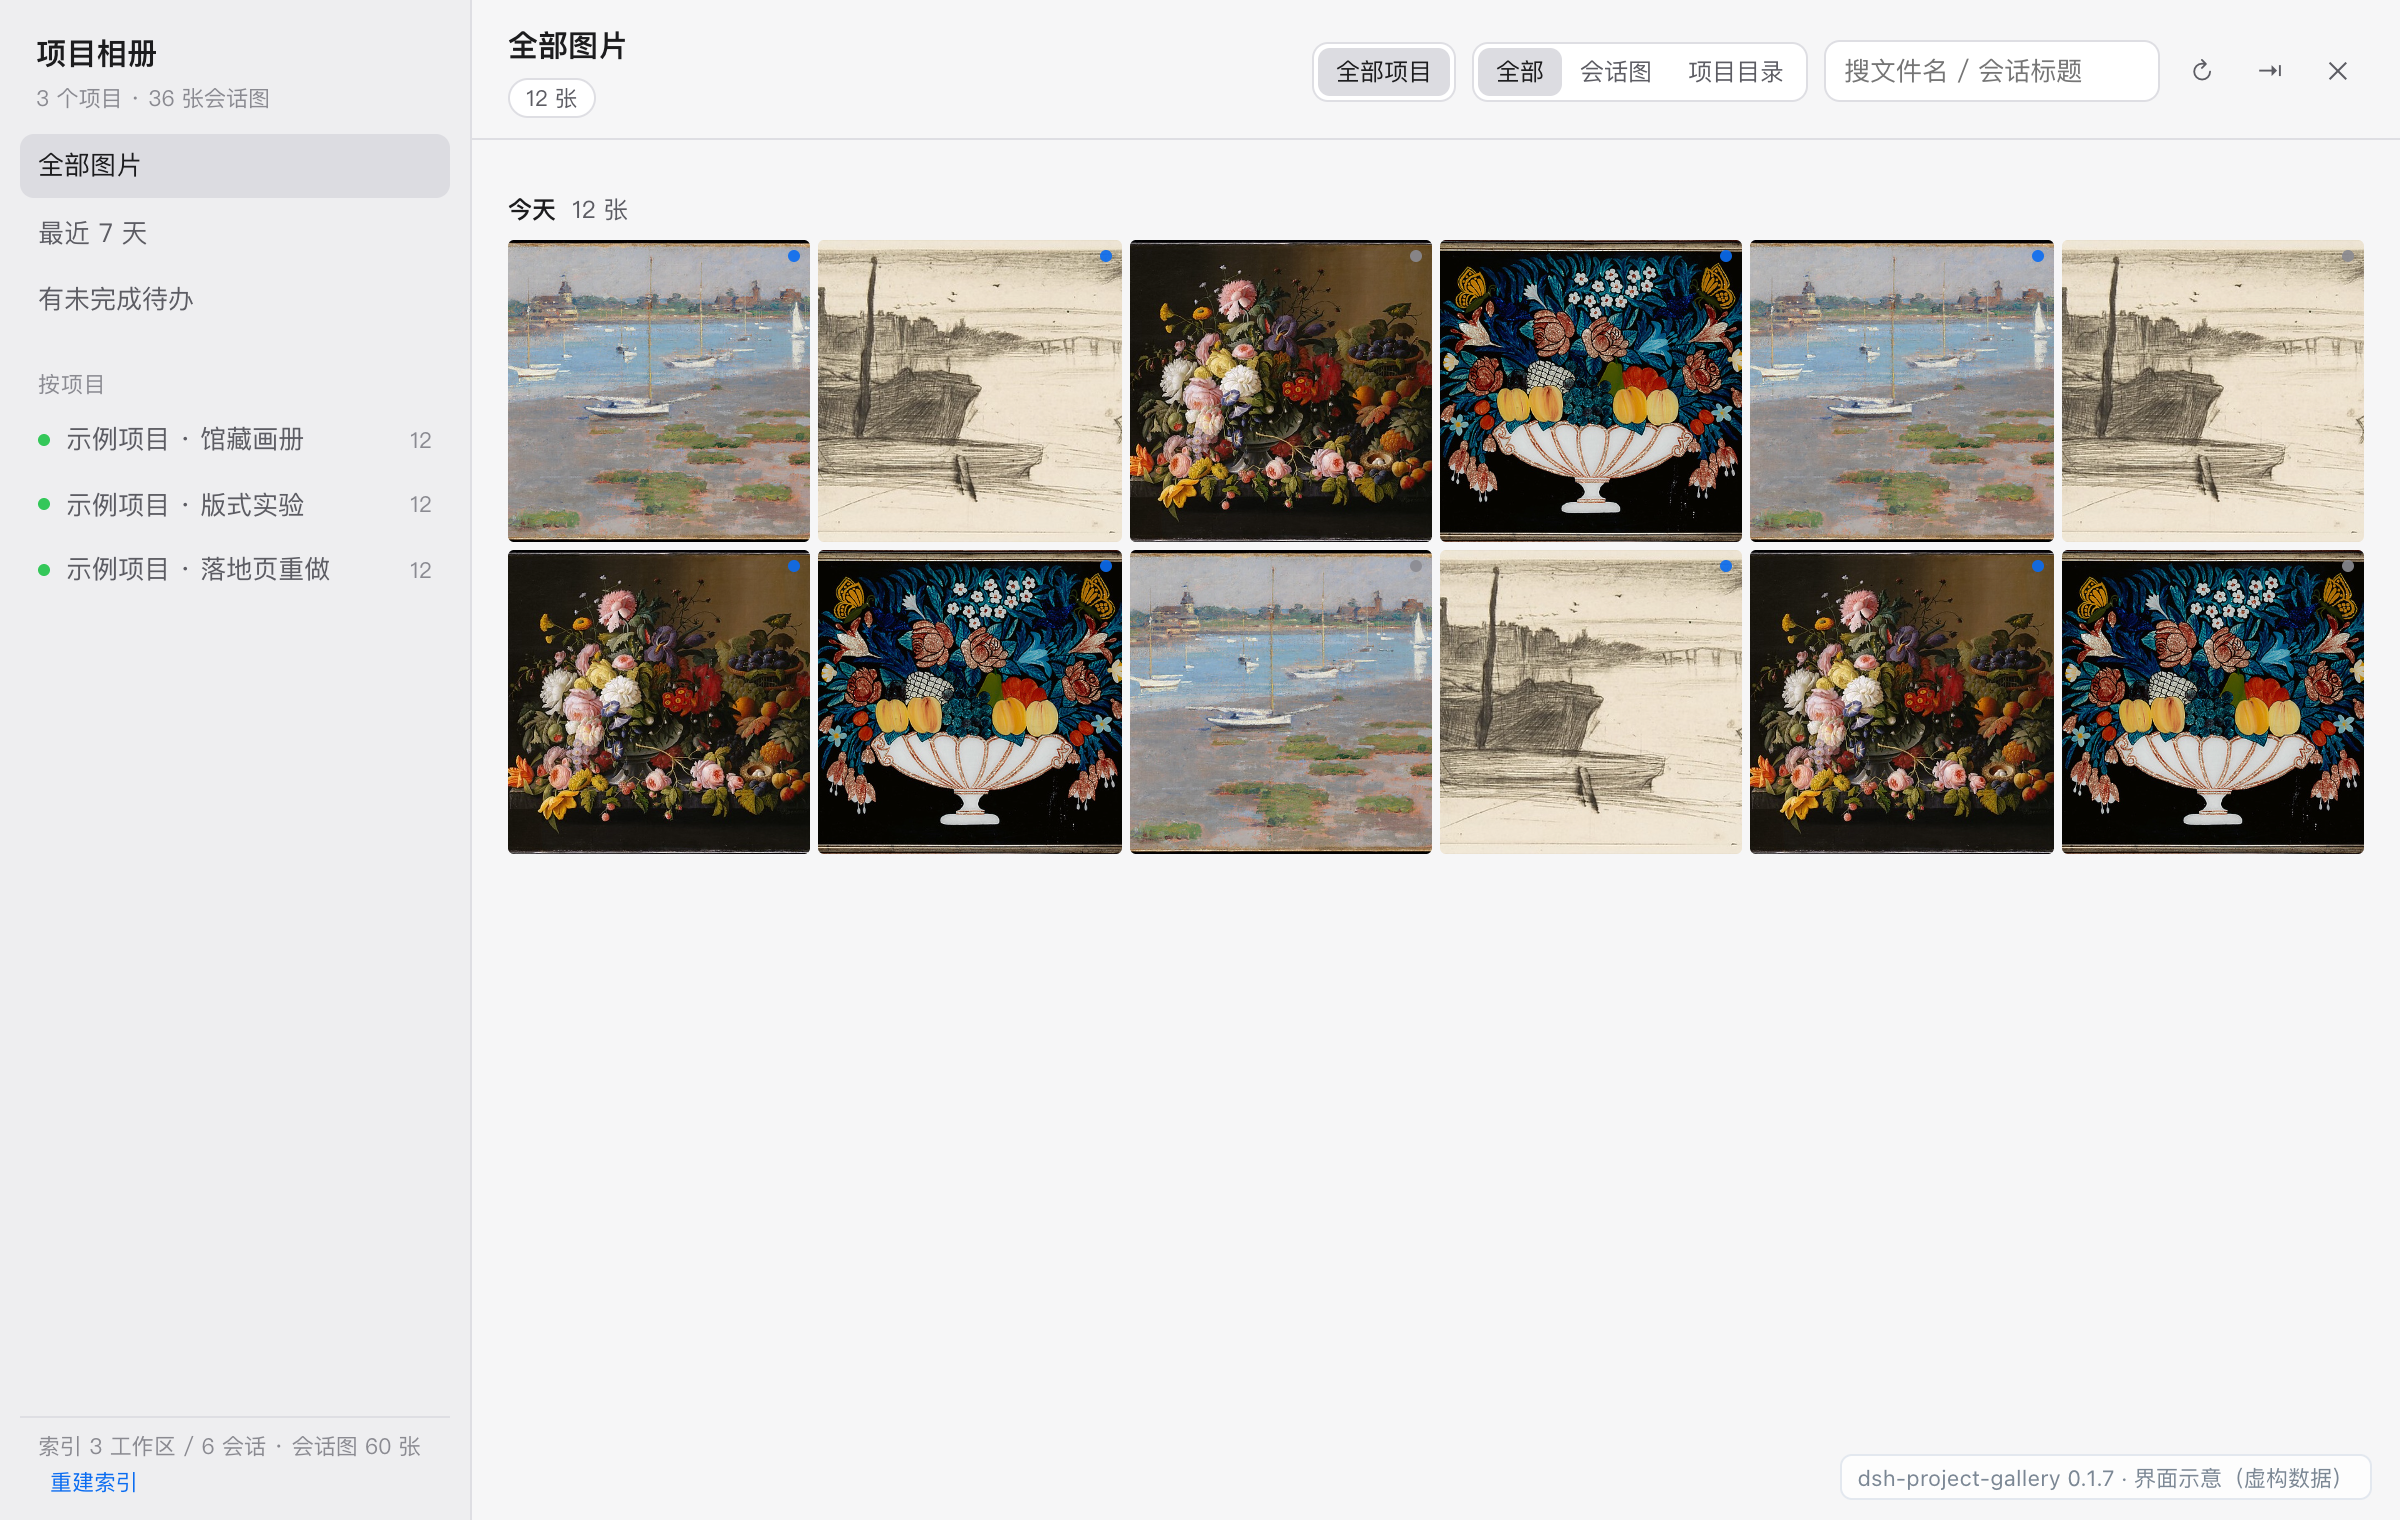 项目相册
3 个项目 · 36 张会话图
全部图片
最近 7 天
有未完成待办
按项目
示例项目 · 馆藏画册 12
示例项目 · 版式实验 12
示例项目 · 落地页重做 12
索引 3 工作区 / 6 会话 · 会话图 60 张
重建索引
全部图片
12 张
全部项目 全部 会话图 项目目录 搜文件名 / 会话标题
今天 12 张
dsh-project-gallery 0.1.7 · 界面示意（虚构数据）